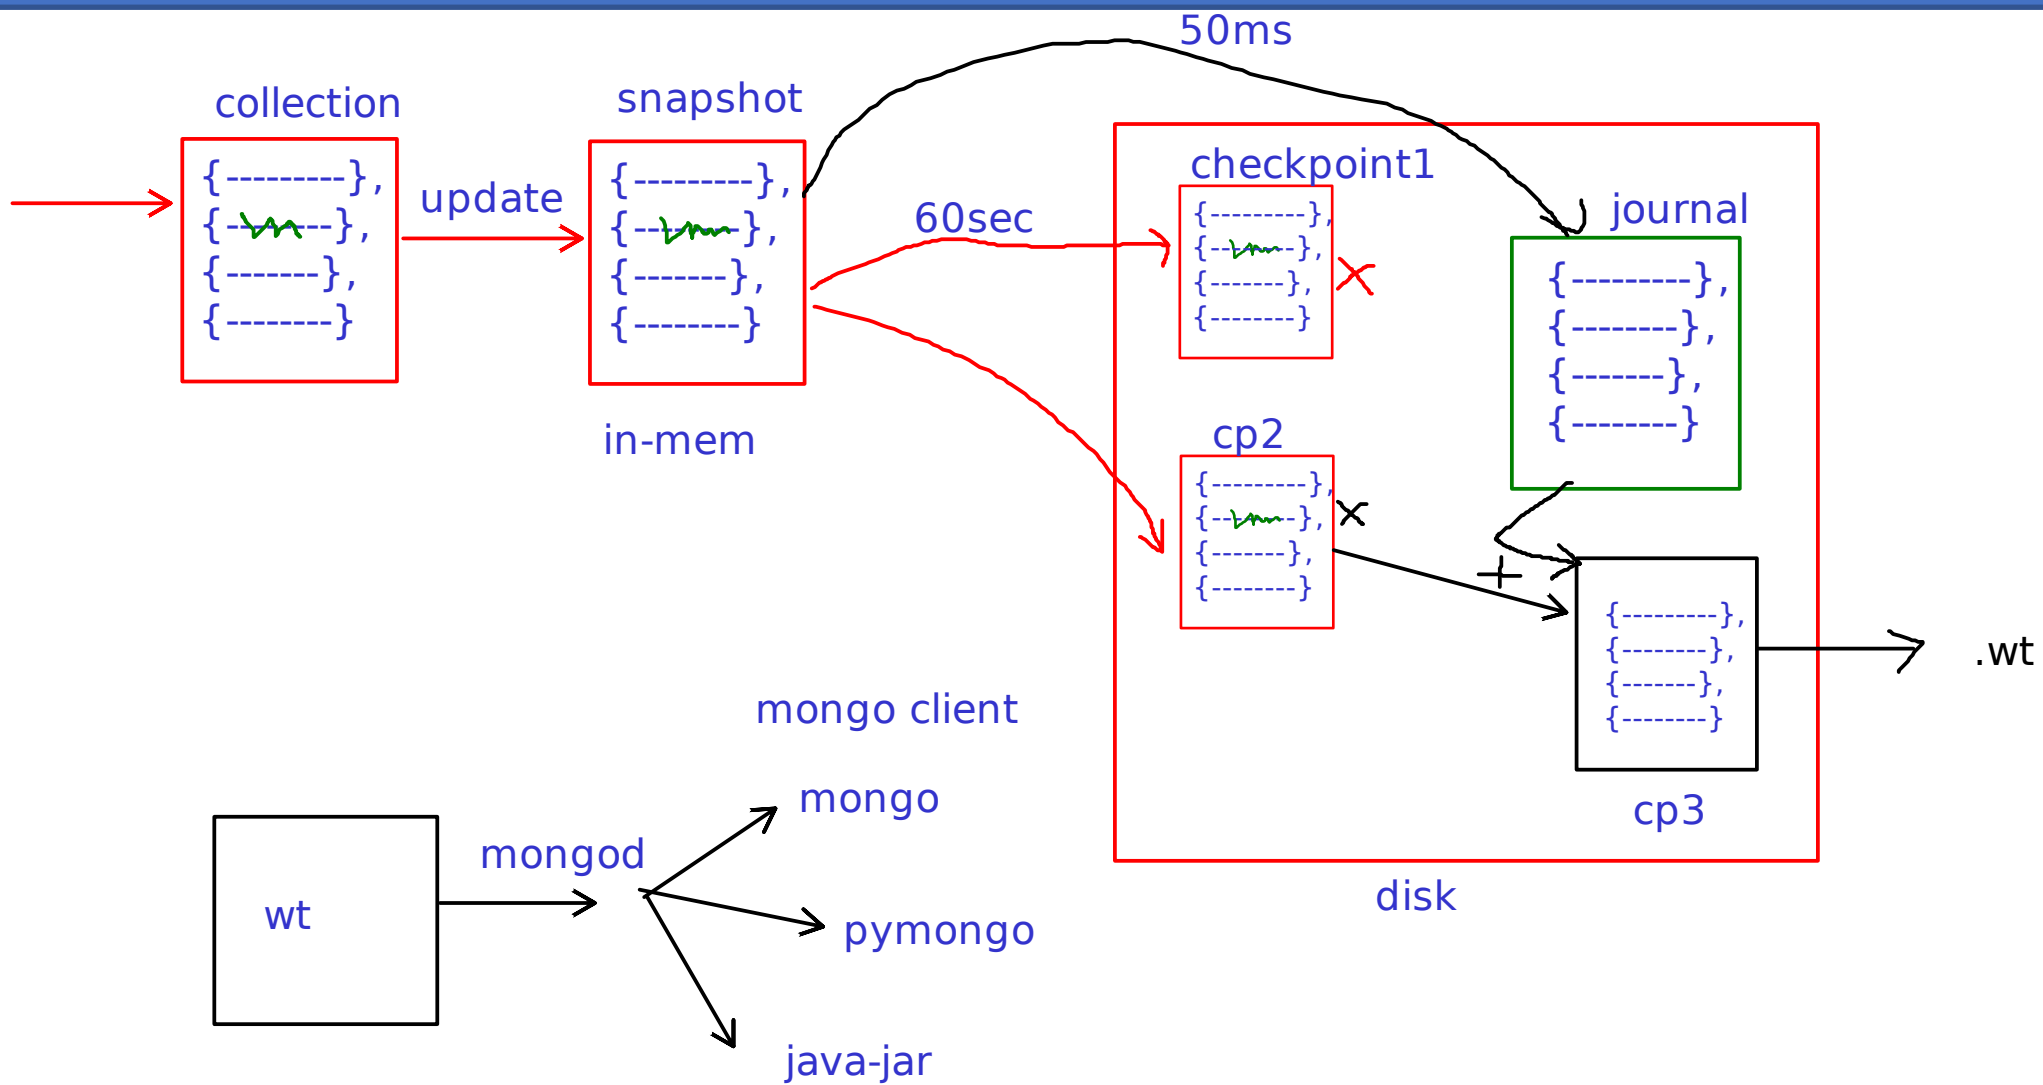 50ms
collection
snapshot
{---------},
{-------},
{-------},
{--------}
update
{---------},
{--------},
{-------},
{--------}
in-mem
60sec
checkpoint1
{---------},
{--------},
{-------},
{--------}
journal
{---------},
{--------},
{-------},
{--------}
cp2
{---------},
{--------},
{-------},
{--------}
+
{---------},
{--------},
{-------},
{--------}
cp3
.wt
disk
mongo client
wt
mongod
mongo
pymongo
java-jar